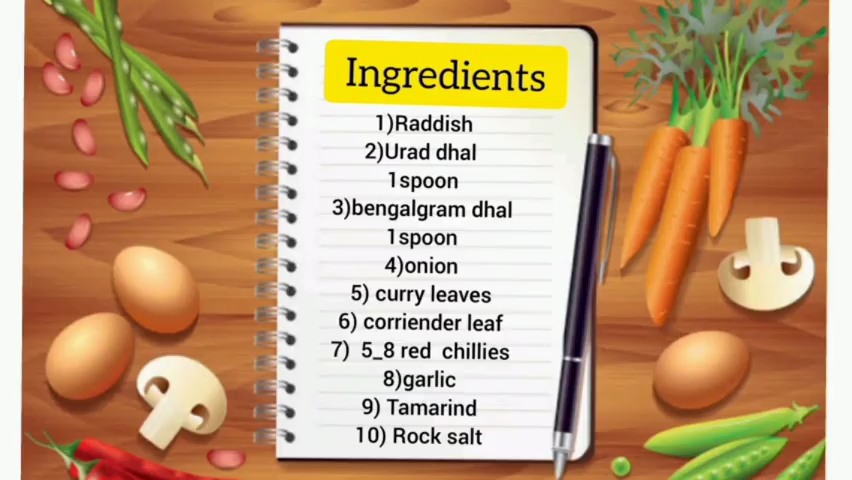 Ingredients
1)Raddish
2)Urad dhal
1spoon
3)bengalgram dhal
1spoon
4)onion
5) curry leaves
6) corriender leaf
7) 5_8 red chillies
8)garlic
9) Tamarind
10) Rock salt